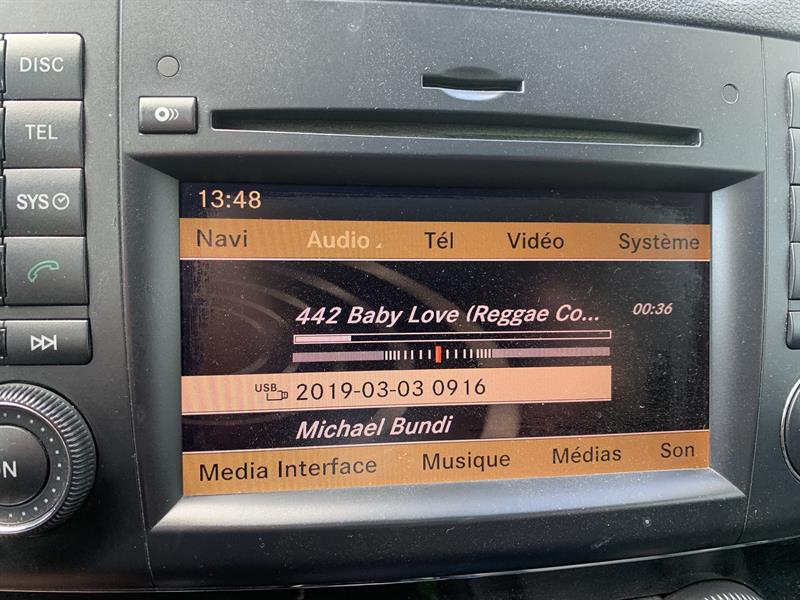 DISC
TEL
SYS
ON
13:48
Navi Audio Tél Vidéo Système
442 Baby Love (Reggae Co... 00:36
USB 2019-03-03 0916
Michael Bundi
Media Interface Musique Médias Son